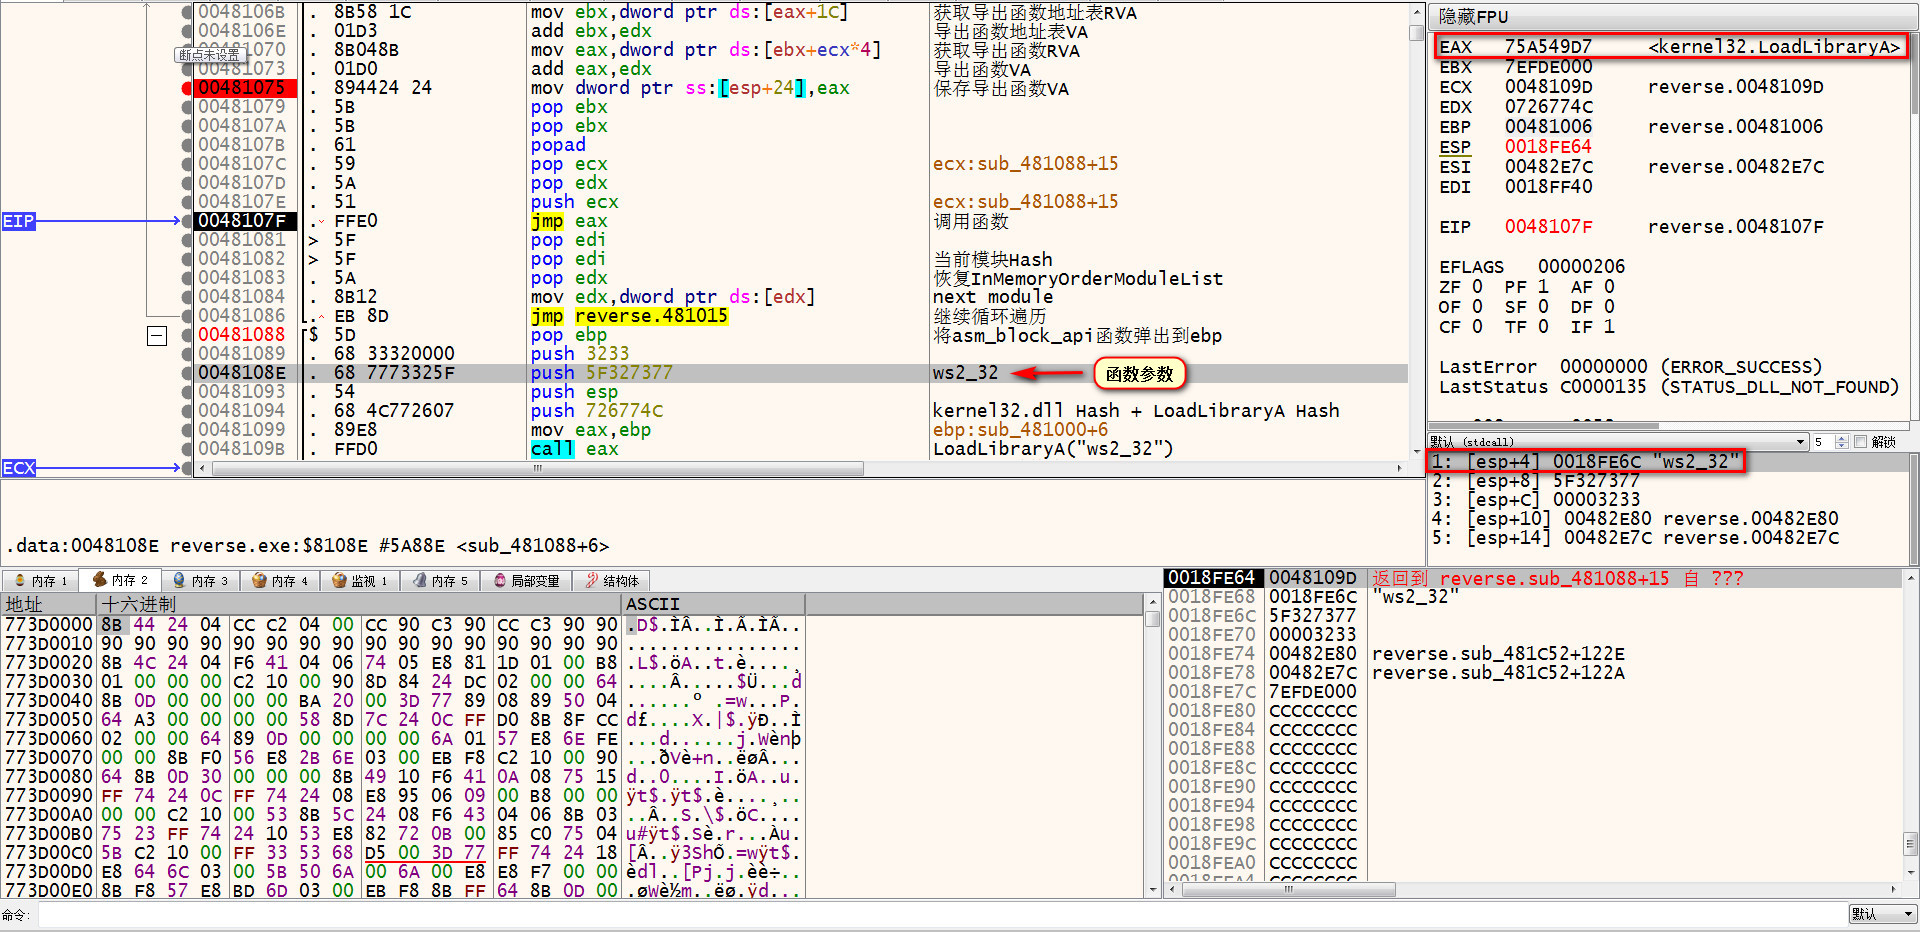 0048106B . 8B58 1C mov ebx,dword ptr ds:[eax+1C] 获取导出函数地址表RVA
0048106E . 01D3 add ebx,edx 导出函数地址表VA
00481070 . 8B048B mov eax,dword ptr ds:[ebx+ecx*4] 获取导出函数RVA
断点未设置
00481073 . 01D0 add eax,edx 导出函数VA
00481075 . 894424 24 mov dword ptr ss:[esp+24],eax 保存导出函数VA
00481079 . 5B pop ebx
0048107A . 5B pop ebx
0048107B . 61 popad
0048107C . 59 pop ecx ecx:sub_481088+15
0048107D . 5A pop edx
0048107E . 51 push ecx ecx:sub_481088+15
EIP 0048107F . FFE0 jmp eax 调用函数
00481081 > 5F pop edi
00481082 > 5F pop edi 当前模块Hash
00481083 . 5A pop edx 恢复InMemoryOrderModuleList
00481084 . 8B12 mov edx,dword ptr ds:[edx] next module
00481086 . EB 8D jmp reverse.481015 继续循环遍历
00481088 $ 5D pop ebp 将asm_block_api函数弹出到ebp
00481089 . 68 33320000 push 3233
0048108E . 68 7773325F push 5F327377 ws2_32 函数参数
00481093 . 54 push esp
00481094 . 68 4C772607 push 726774C kernel32.dll Hash + LoadLibraryA Hash
00481099 . 89E8 mov eax,ebp ebp:sub_481000+6
0048109B . FFD0 call eax LoadLibraryA("ws2_32")
ECX
.data:0048108E reverse.exe:$8108E #5A88E <sub_481088+6>
隐藏FPU
EAX 75A549D7 <kernel32.LoadLibraryA>
EBX 7EFDE000
ECX 0048109D reverse.0048109D
EDX 0726774C
EBP 00481006 reverse.00481006
ESP 0018FE64
ESI 00482E7C reverse.00482E7C
EDI 0018FF40
EIP 0048107F reverse.0048107F
EFLAGS 00000206
ZF 0 PF 1 AF 0
OF 0 SF 0 DF 0
CF 0 TF 0 IF 1
LastError 00000000 (ERROR_SUCCESS)
LastStatus C0000135 (STATUS_DLL_NOT_FOUND)
默认 (stdcall) 5 解锁
1: [esp+4] 0018FE6C "ws2_32"
2: [esp+8] 5F327377
3: [esp+C] 00003233
4: [esp+10] 00482E80 reverse.00482E80
5: [esp+14] 00482E7C reverse.00482E7C
内存 1 内存 2 内存 3 内存 4 监视 1 内存 5 局部变量 结构体
地址 十六进制 ASCII
773D0000 8B 44 24 04 CC C2 04 00 CC 90 C3 90 CC C3 90 90 .D$.ÌÂ..Ì.Ã.ÌÃ..
773D0010 90 90 90 90 90 90 90 90 90 90 90 90 90 90 90 90 ................
773D0020 8B 4C 24 04 F6 41 04 06 74 05 E8 81 1D 01 00 B8 .L$.öA..t.è....¸
773D0030 01 00 00 00 C2 10 00 90 8D 84 24 DC 02 00 00 64 ....Â.....$Ü...d
773D0040 8B 0D 00 00 00 00 BA 20 00 3D 77 89 08 89 50 04 ......º .=w...P.
773D0050 64 A3 00 00 00 00 58 8D 7C 24 0C FF D0 8B 8F CC d£....X.|$.ÿÐ..Ì
773D0060 02 00 00 64 89 0D 00 00 00 00 6A 01 57 E8 6E FE ...d......j.Wènþ
773D0070 00 00 8B F0 56 E8 2B 6E 03 00 EB F8 C2 10 00 90 ...ðVè+n..ëøÂ...
773D0080 64 8B 0D 30 00 00 00 8B 49 10 F6 41 0A 08 75 15 d..0....I.öA..u.
773D0090 FF 74 24 0C FF 74 24 08 E8 95 06 09 00 B8 00 00 ÿt$.ÿt$.è....¸..
773D00A0 00 00 C2 10 00 53 8B 5C 24 08 F6 43 04 06 8B 03 ..Â..S.\$.öC....
773D00B0 75 23 FF 74 24 10 53 E8 82 72 0B 00 85 C0 75 04 u#ÿt$.Sè.r...Àu.
773D00C0 5B C2 10 00 FF 33 53 68 D5 00 3D 77 FF 74 24 18 [Â..ÿ3ShÕ.=wÿt$.
773D00D0 E8 64 6C 03 00 5B 50 6A 00 6A 00 E8 E8 F7 00 00 èdl..[Pj.j.èè÷..
773D00E0 8B F8 57 E8 BD 6D 03 00 EB F8 8B FF 64 8B 0D 00 .øWè½m..ëø.ÿd...
0018FE64 0048109D 返回到 reverse.sub_481088+15 自 ???
0018FE68 0018FE6C "ws2_32"
0018FE6C 5F327377
0018FE70 00003233
0018FE74 00482E80 reverse.sub_481C52+122E
0018FE78 00482E7C reverse.sub_481C52+122A
0018FE7C 7EFDE000
0018FE80 CCCCCCCC
0018FE84 CCCCCCCC
0018FE88 CCCCCCCC
0018FE8C CCCCCCCC
0018FE90 CCCCCCCC
0018FE94 CCCCCCCC
0018FE98 CCCCCCCC
0018FE9C CCCCCCCC
0018FEA0 CCCCCCCC
命令: 默认